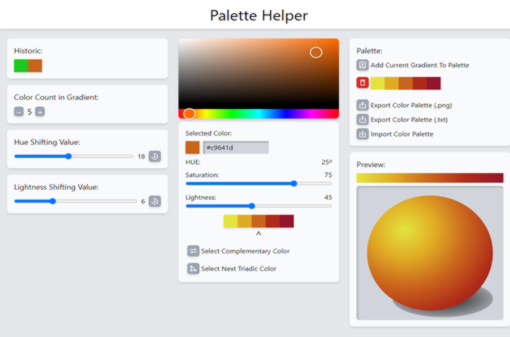 Palette Helper
Historic:
Color Count in Gradient:
5
Hue Shifting Value:
18
Lightness Shifting Value:
6
Selected Color:
#c9641d
HUE:
25º
Saturation:
75
Lightness:
45
Select Complementary Color
Select Next Triadic Color
Palette:
Add Current Gradient To Palette
Export Color Palette (.png)
Export Color Palette (.txt)
Import Color Palette
Preview: